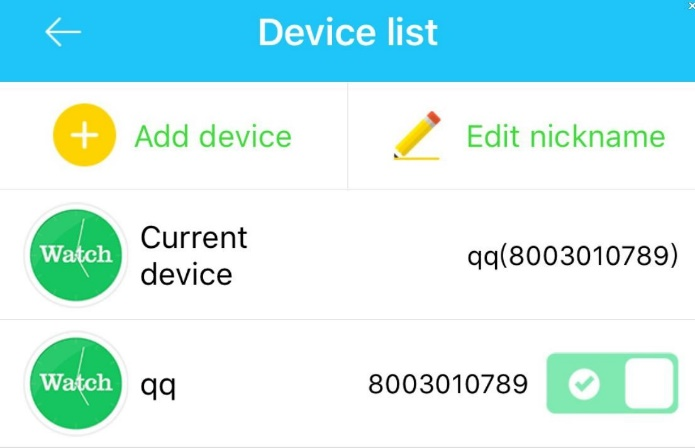 Device list
Add device
Edit nickname
Watch
Current
device
qq(8003010789)
Watch
qq
8003010789